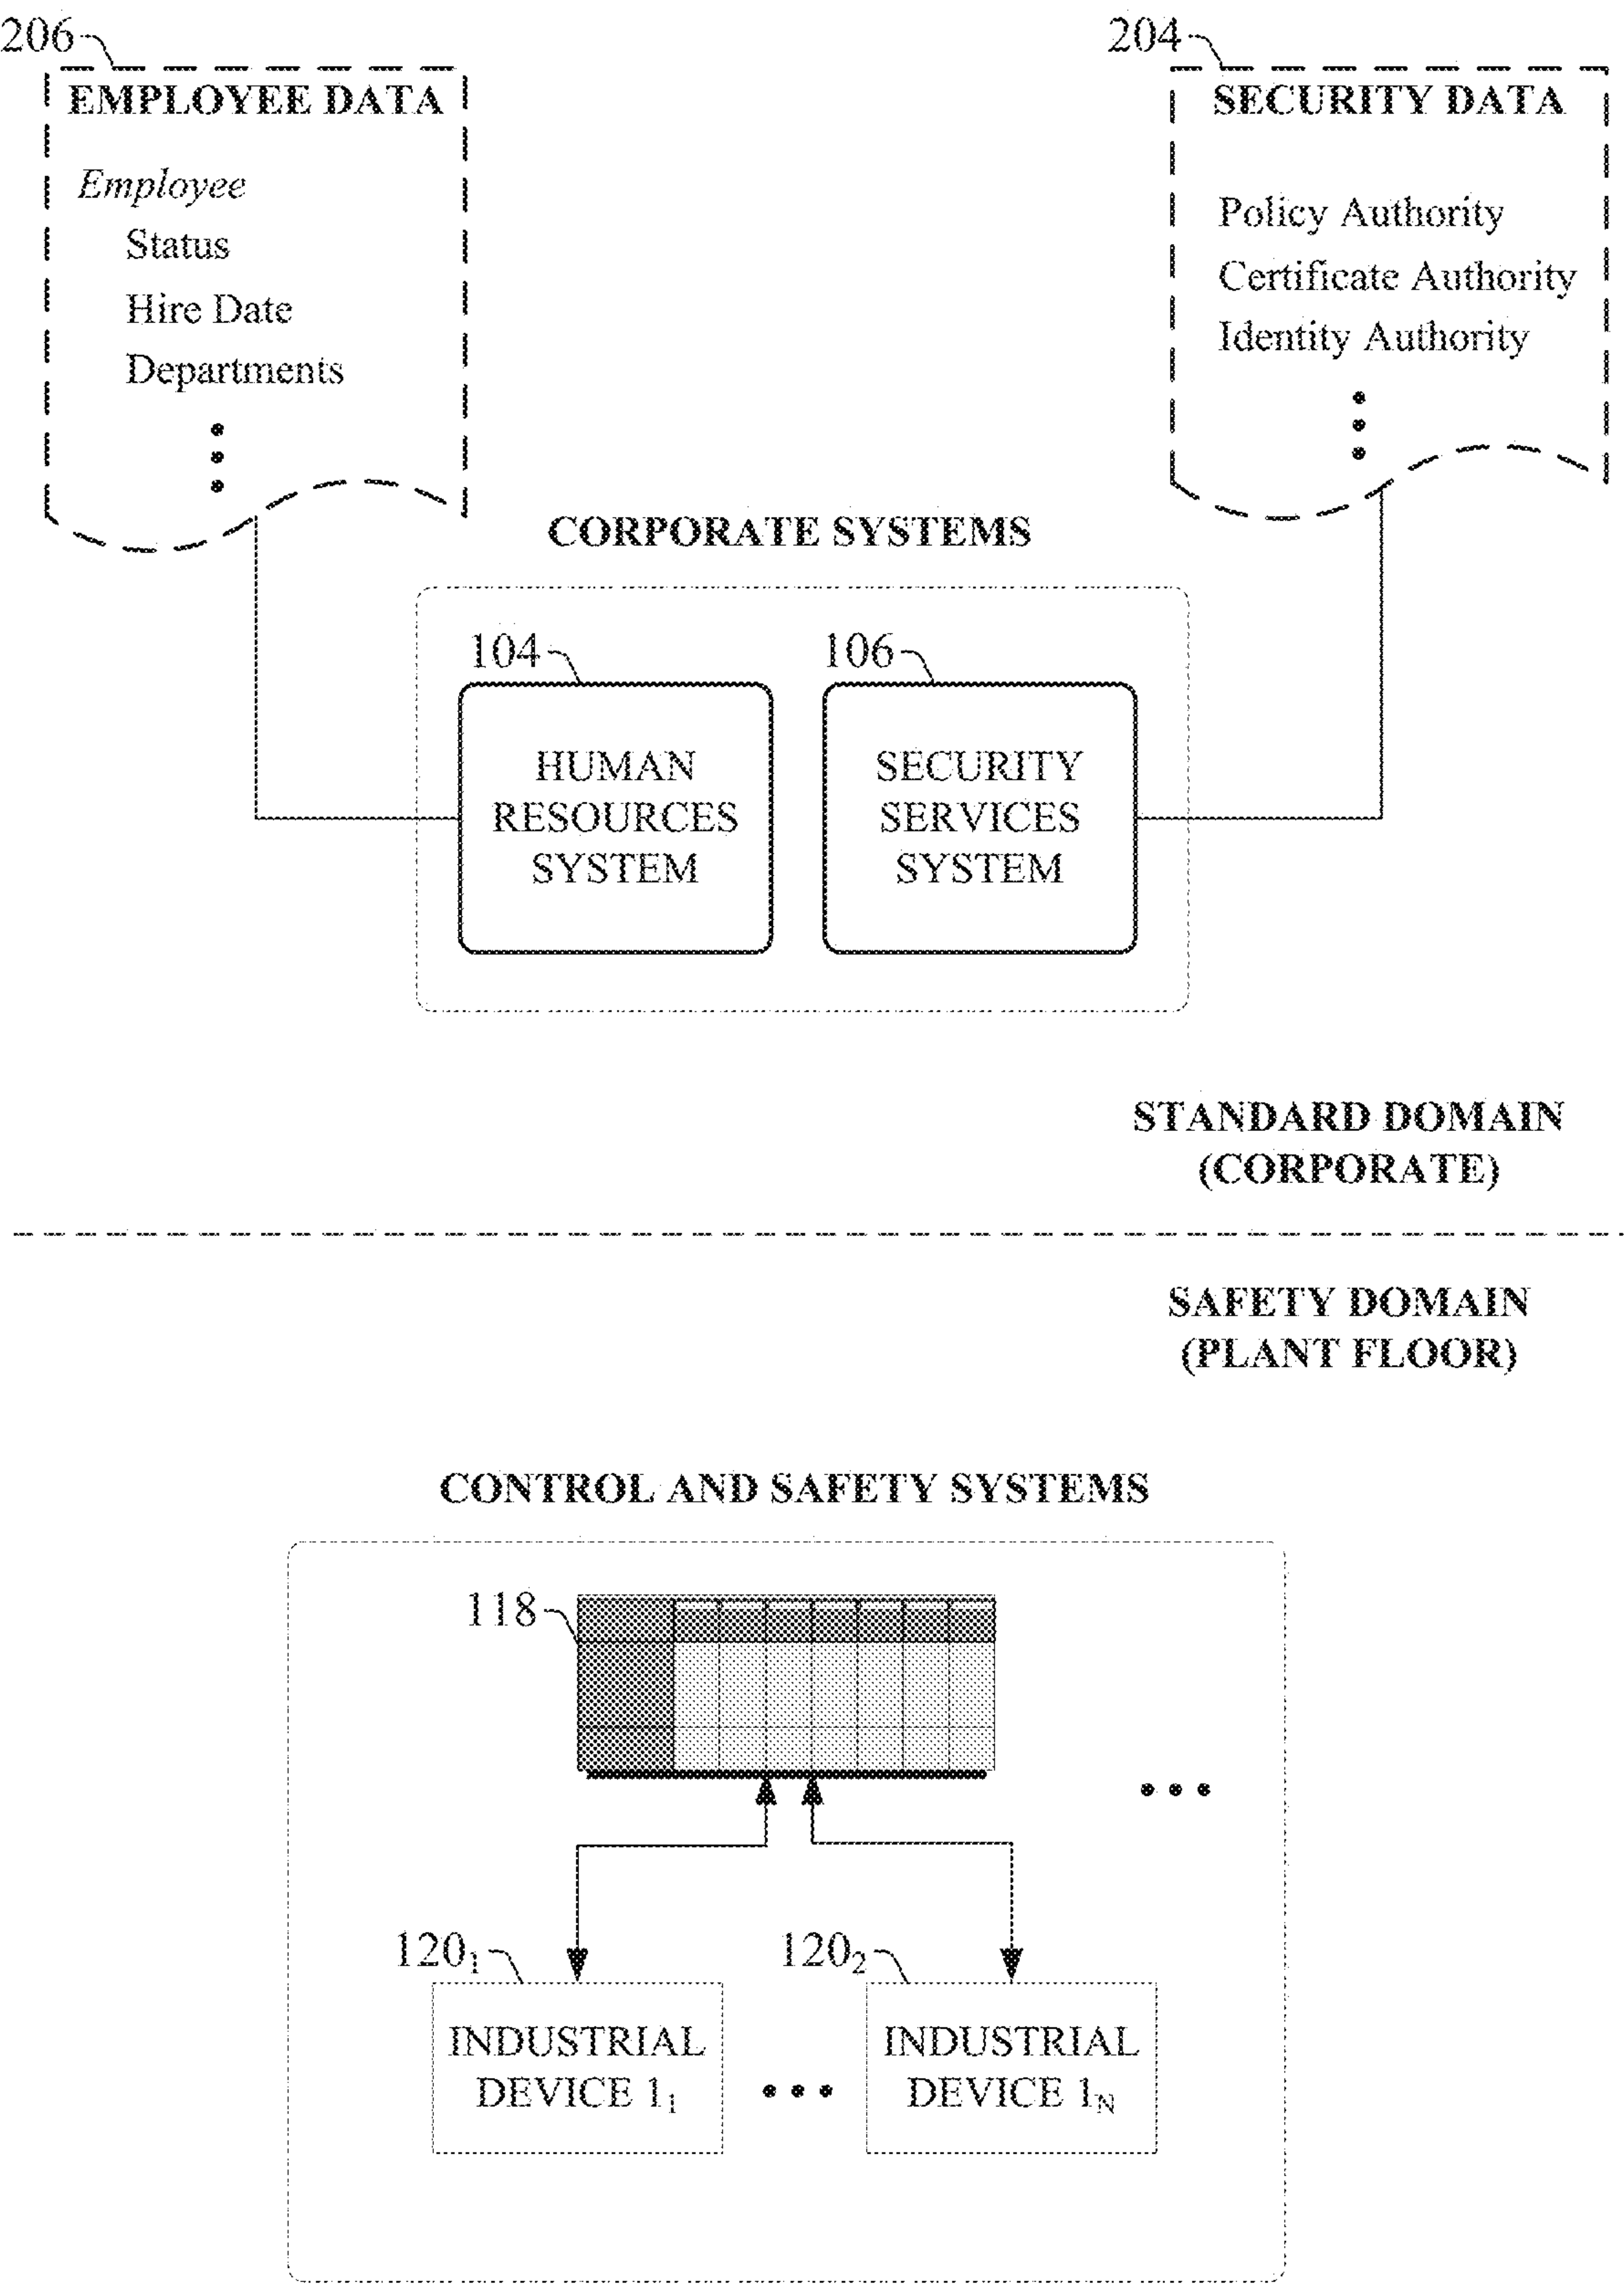 206
EMPLOYEE DATA
Employee
Status
Hire Date
Departments
204
SECURITY DATA
Policy Authority
Certificate Authority
Identity Authority
CORPORATE SYSTEMS
104
HUMAN
RESOURCES
SYSTEM
106
SECURITY
SERVICES
SYSTEM
STANDARD DOMAIN
(CORPORATE)
SAFETY DOMAIN
(PLANT FLOOR)
CONTROL AND SAFETY SYSTEMS
118
120₁
INDUSTRIAL
DEVICE 1₁
120₂
INDUSTRIAL
DEVICE 1_N